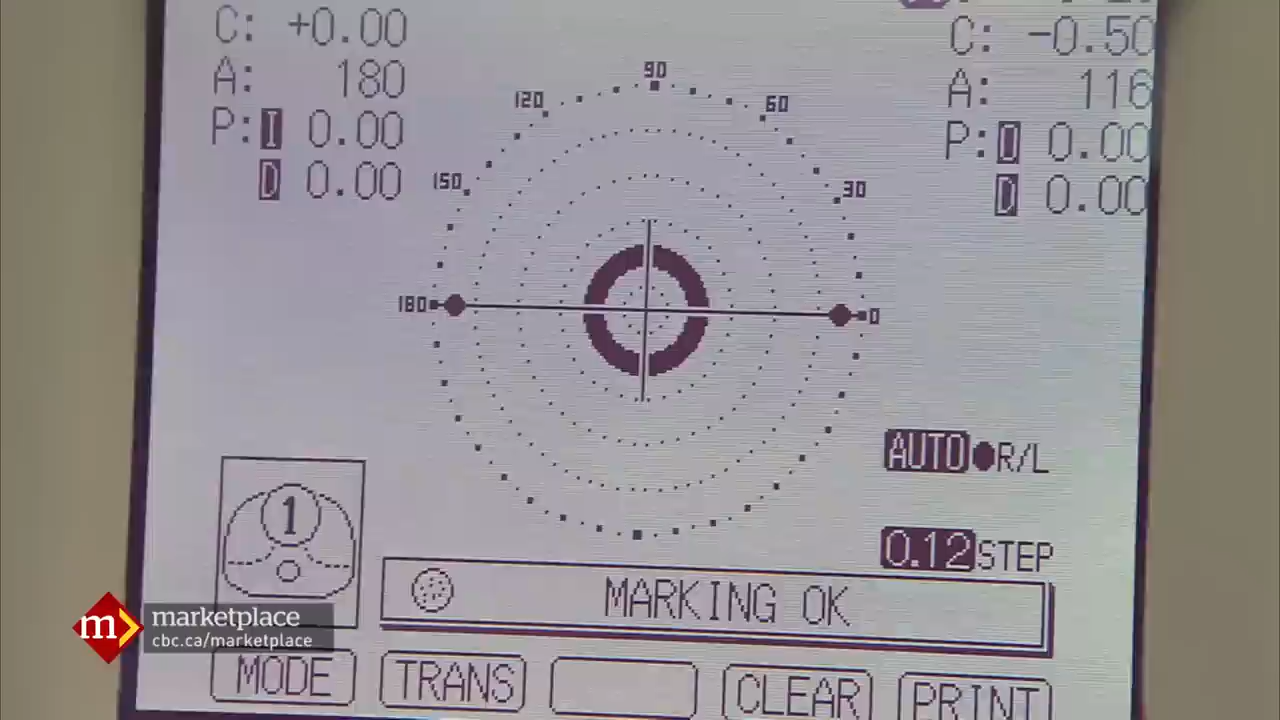 C: +0.00
A: 180
P: I 0.00
D 0.00
C: -0.50
A: 116
P: 0.00
D 0.00
90
120
60
150
30
180
0
AUTO R/L
0.12 STEP
1
MARKING OK
m marketplace
cbc.ca/marketplace
MODE TRANS CLEAR PRINT